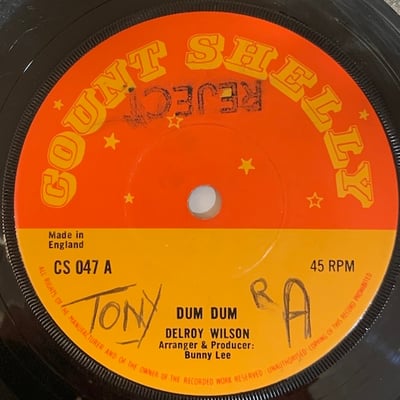 COUNT SHELLY
REJECT
Made in
England
CS 047 A
45 RPM
TONY
DUM DUM
R A
DELROY WILSON
Arranger & Producer:
Bunny Lee
ALL RIGHTS OF THE MANUFACTURER AND OF THE OWNER OF THE RECORDED WORK RESERVED. UNAUTHORISED COPYING OF THIS RECORD PROHIBITED